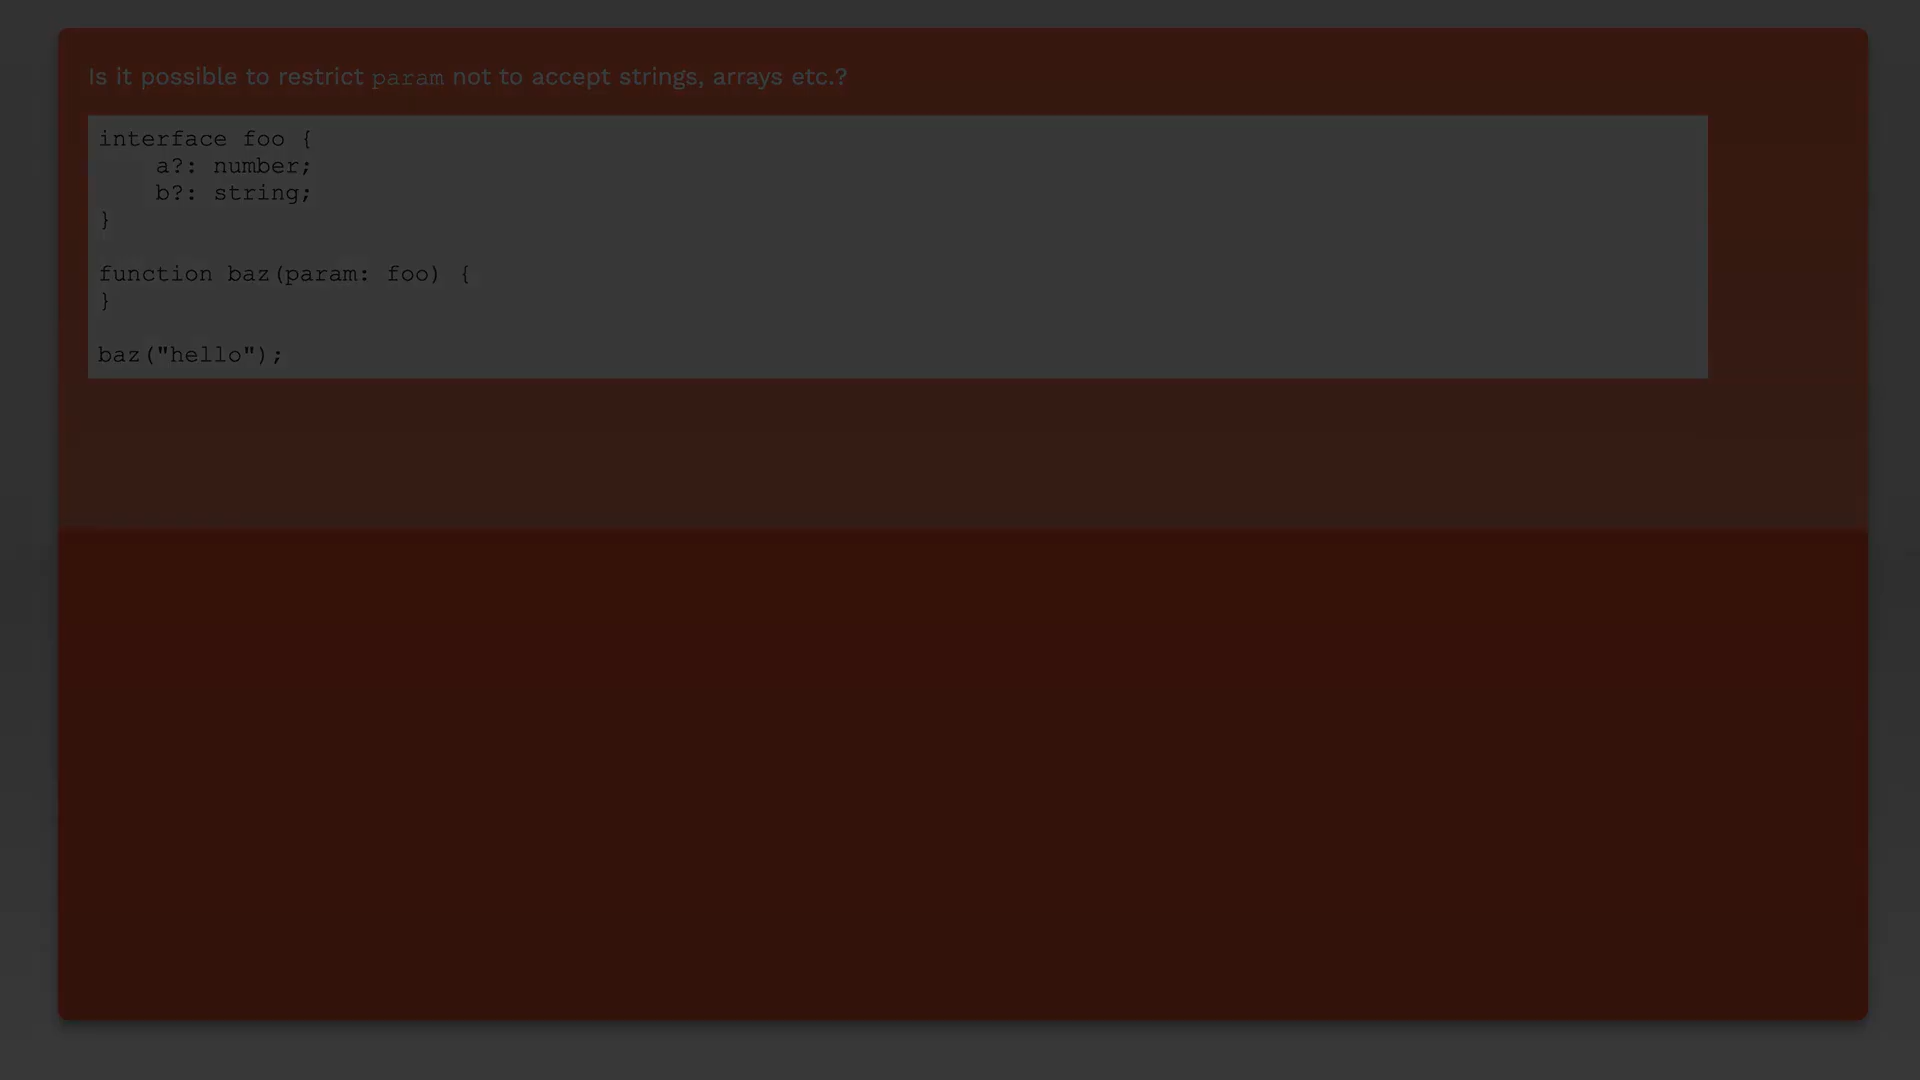 Is it possible to restrict param not to accept strings, arrays etc.?
interface foo {
    a?: number;
    b?: string;
}
function baz(param: foo) {
}
baz("hello");